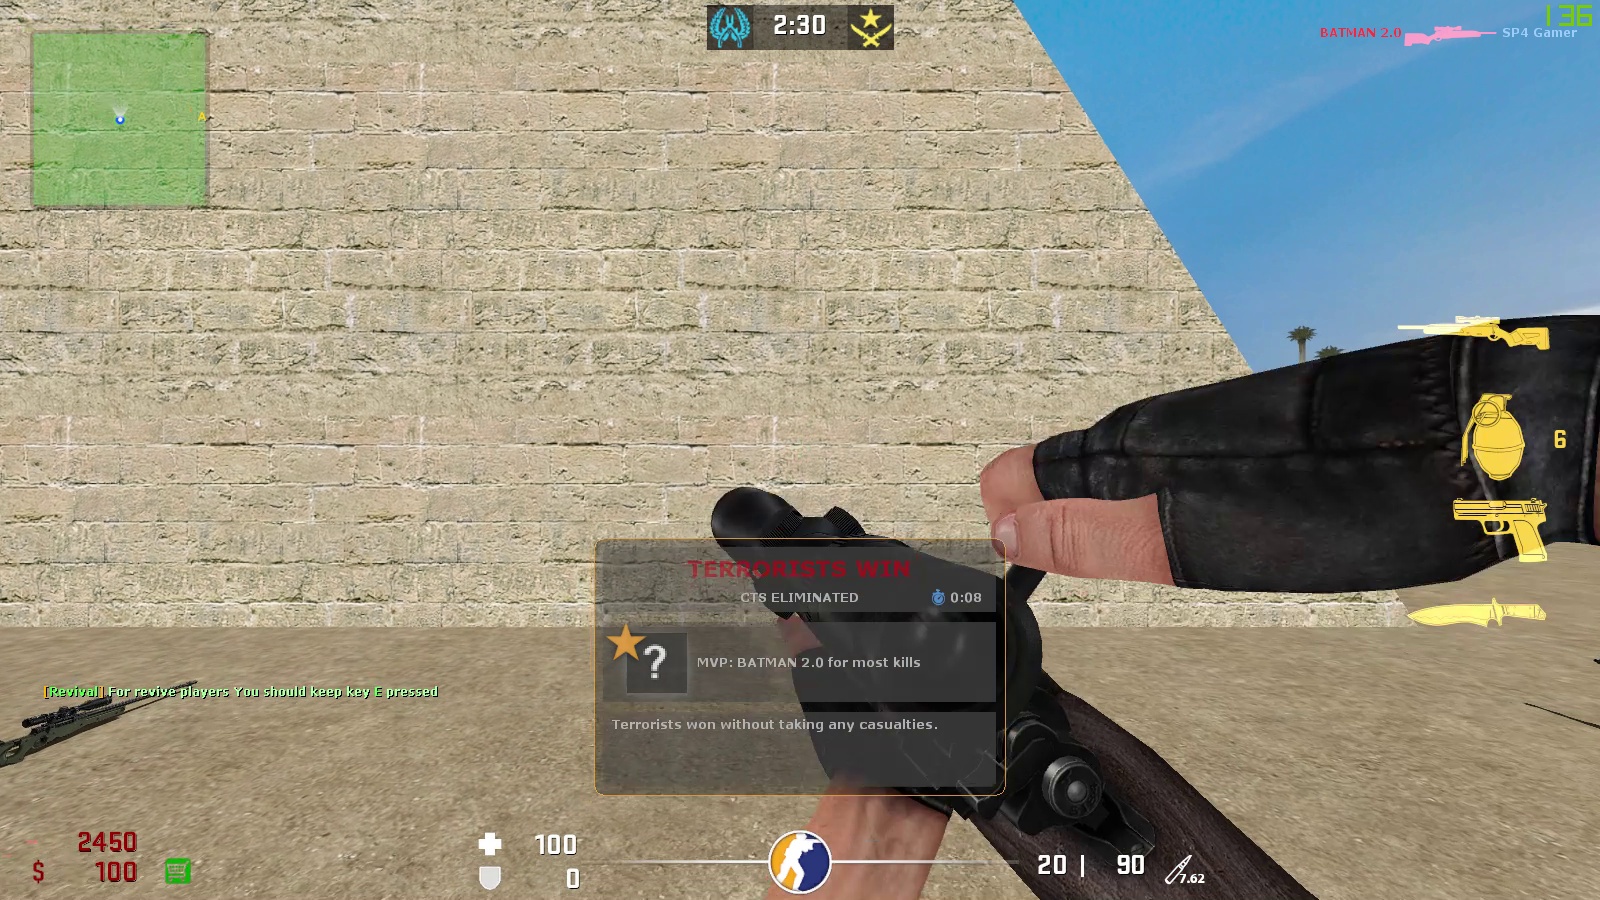 136
2:30
BATMAN 2.0 SP4 Gamer
A
6
TERRORISTS WIN
CTS ELIMINATED 0:08
?
MVP: BATMAN 2.0 for most kills
[Revival] For revive players You should keep key E pressed
Terrorists won without taking any casualties.
- 2450
$ 100
100
0
20 | 90
7.62